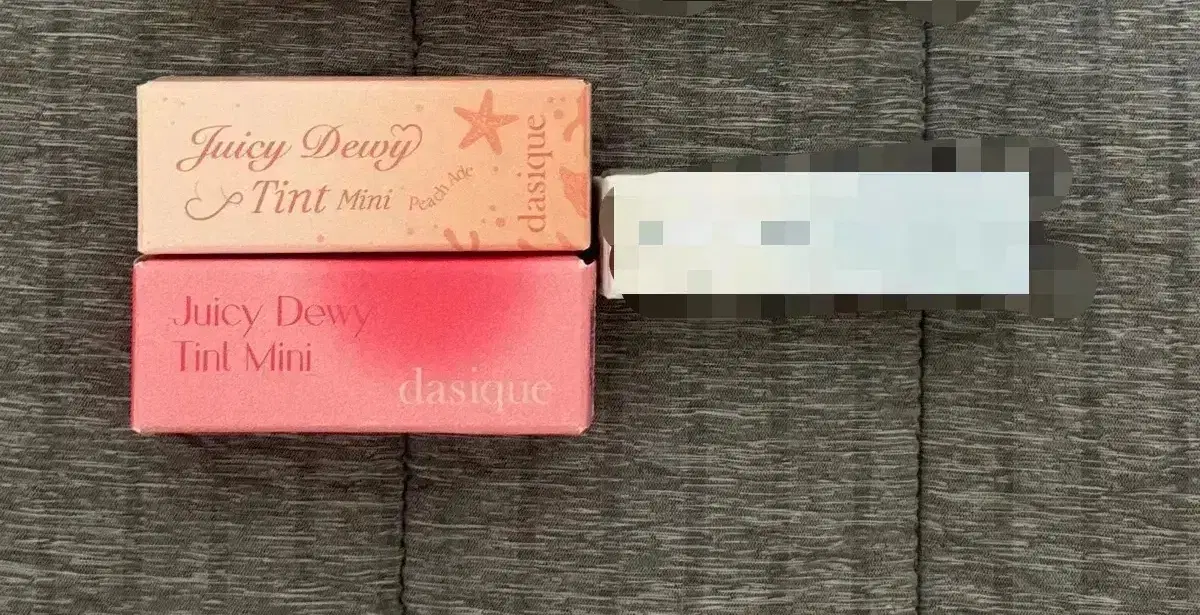 Juicy Dewy
Tint Mini
Peach Ade
dasique
Juicy Dewy
Tint Mini
dasique